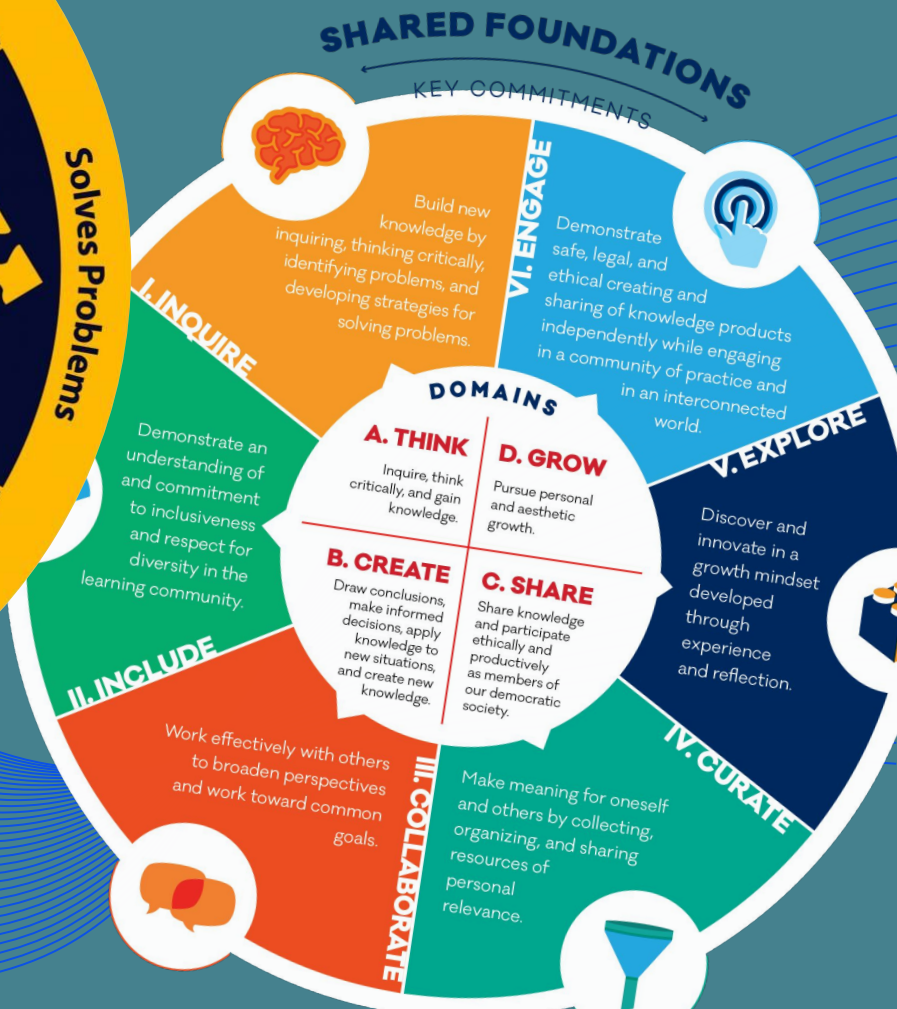 SHARED FOUNDATIONS
KEY COMMITMENTS
Solves Problems
I. INQUIRE
Build new
knowledge by
inquiring, thinking critically,
identifying problems, and
developing strategies for
solving problems.
VI. ENGAGE
Demonstrate
safe, legal, and
ethical creating and
sharing of knowledge products
independently while engaging
in a community of practice and
in an interconnected
world.
V. EXPLORE
Discover and
innovate in a
growth mindset
developed
through
experience
and reflection.
IV. CURATE
Make meaning for oneself
and others by collecting,
organizing, and sharing
resources of
personal
relevance.
III. COLLABORATE
Work effectively with others
to broaden perspectives
and work toward common
goals.
II. INCLUDE
Demonstrate an
understanding of
and commitment
to inclusiveness
and respect for
diversity in the
learning community.
DOMAINS
A. THINK
Inquire, think
critically, and gain
knowledge.
B. CREATE
Draw conclusions,
make informed
decisions, apply
knowledge to
new situations,
and create new
knowledge.
C. SHARE
Share knowledge
and participate
ethically and
productively
as members of
our democratic
society.
D. GROW
Pursue personal
and aesthetic
growth.